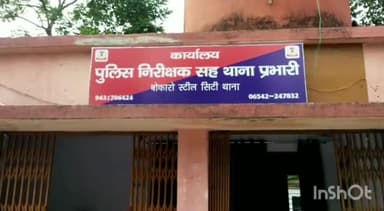 कार्यालय
पुलिस निरीक्षक सह थाना प्रभारी
बोकारो स्टील सिटी थाना
9431706424 06542-247832
InShOt